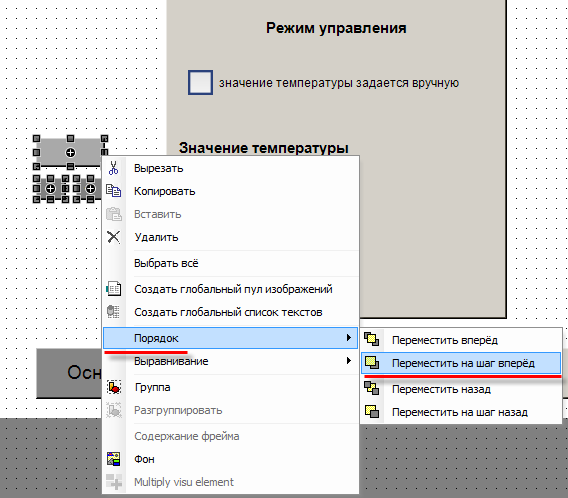 Режим управления
значение температуры задается вручную
Значение температуры
Вырезать
Копировать
Вставить
Удалить
Выбрать всё
Создать глобальный пул изображений
Создать глобальный список текстов
Порядок
Переместить вперёд
Переместить на шаг вперёд
Переместить назад
Переместить на шаг назад
Выравнивание
Группа
Разгруппировать
Содержание фрейма
Фон
Multiply visu element
Осн